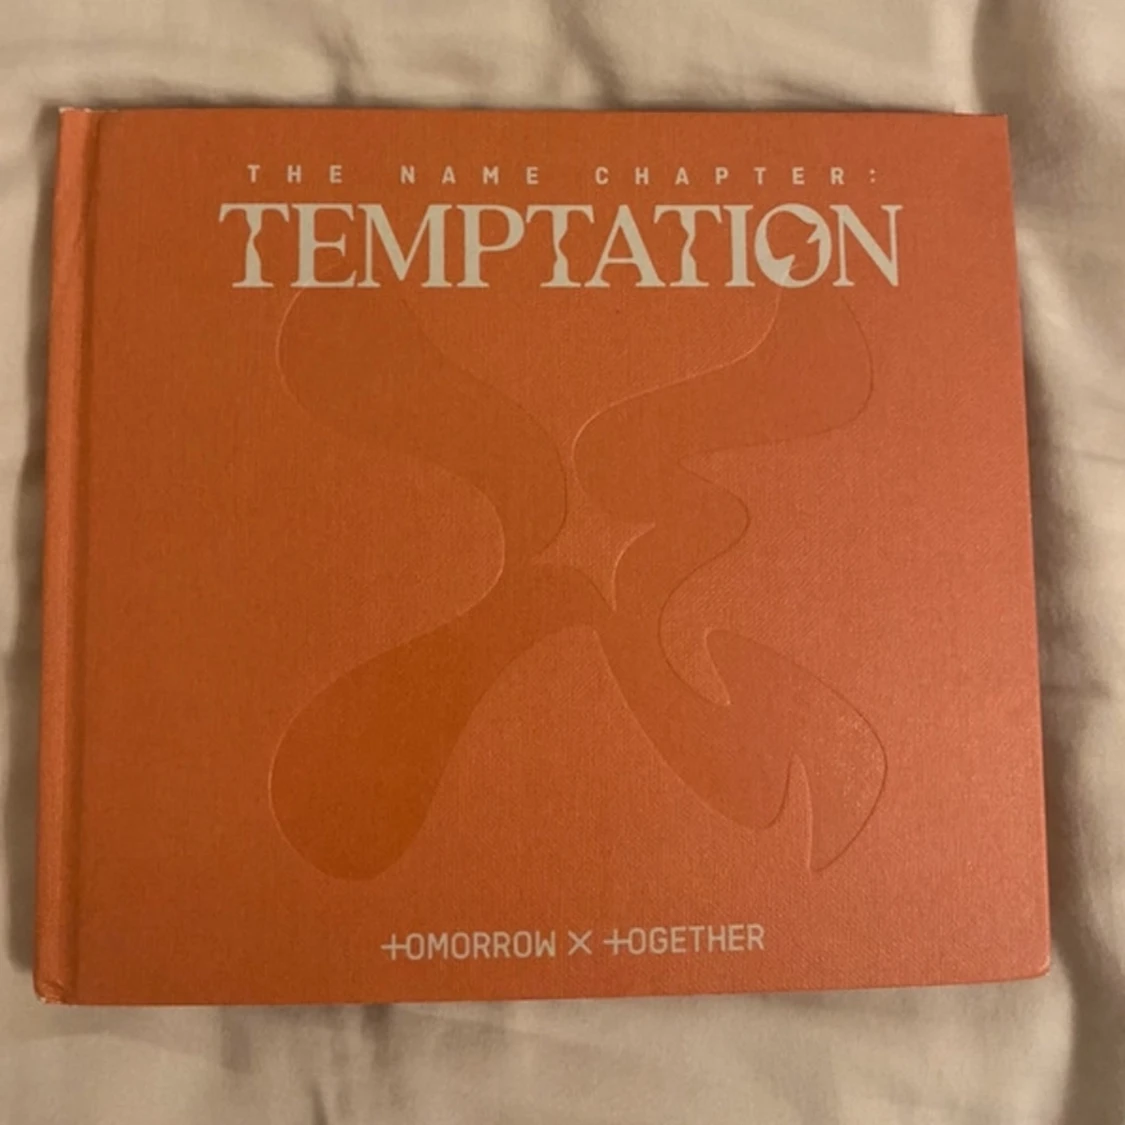 THE NAME CHAPTER:
TEMPTATION
TOMORROW X TOGETHER